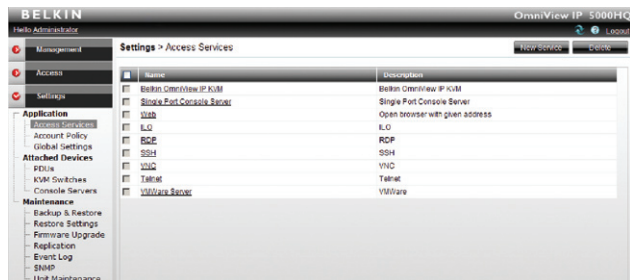 BELKIN
OmniView IP 5000HQ
Hello Administrator
Logout
Management
Access
Settings
Application
Access Services
Account Policy
Global Settings
Attached Devices
PDUs
KVM Switches
Console Servers
Maintenance
Backup & Restore
Restore Settings
Firmware Upgrade
Replication
Event Log
SNMP
Unit Maintenance
Settings > Access Services
New Service
Delete
Name Description
Belkin OmniView IP KVM Belkin OmniView IP KVM
Single Port Console Server Single Port Console Server
Web Open browser with given address
ILO ILO
RDP RDP
SSH SSH
VNC VNC
Telnet Telnet
VMWare Server VMWare